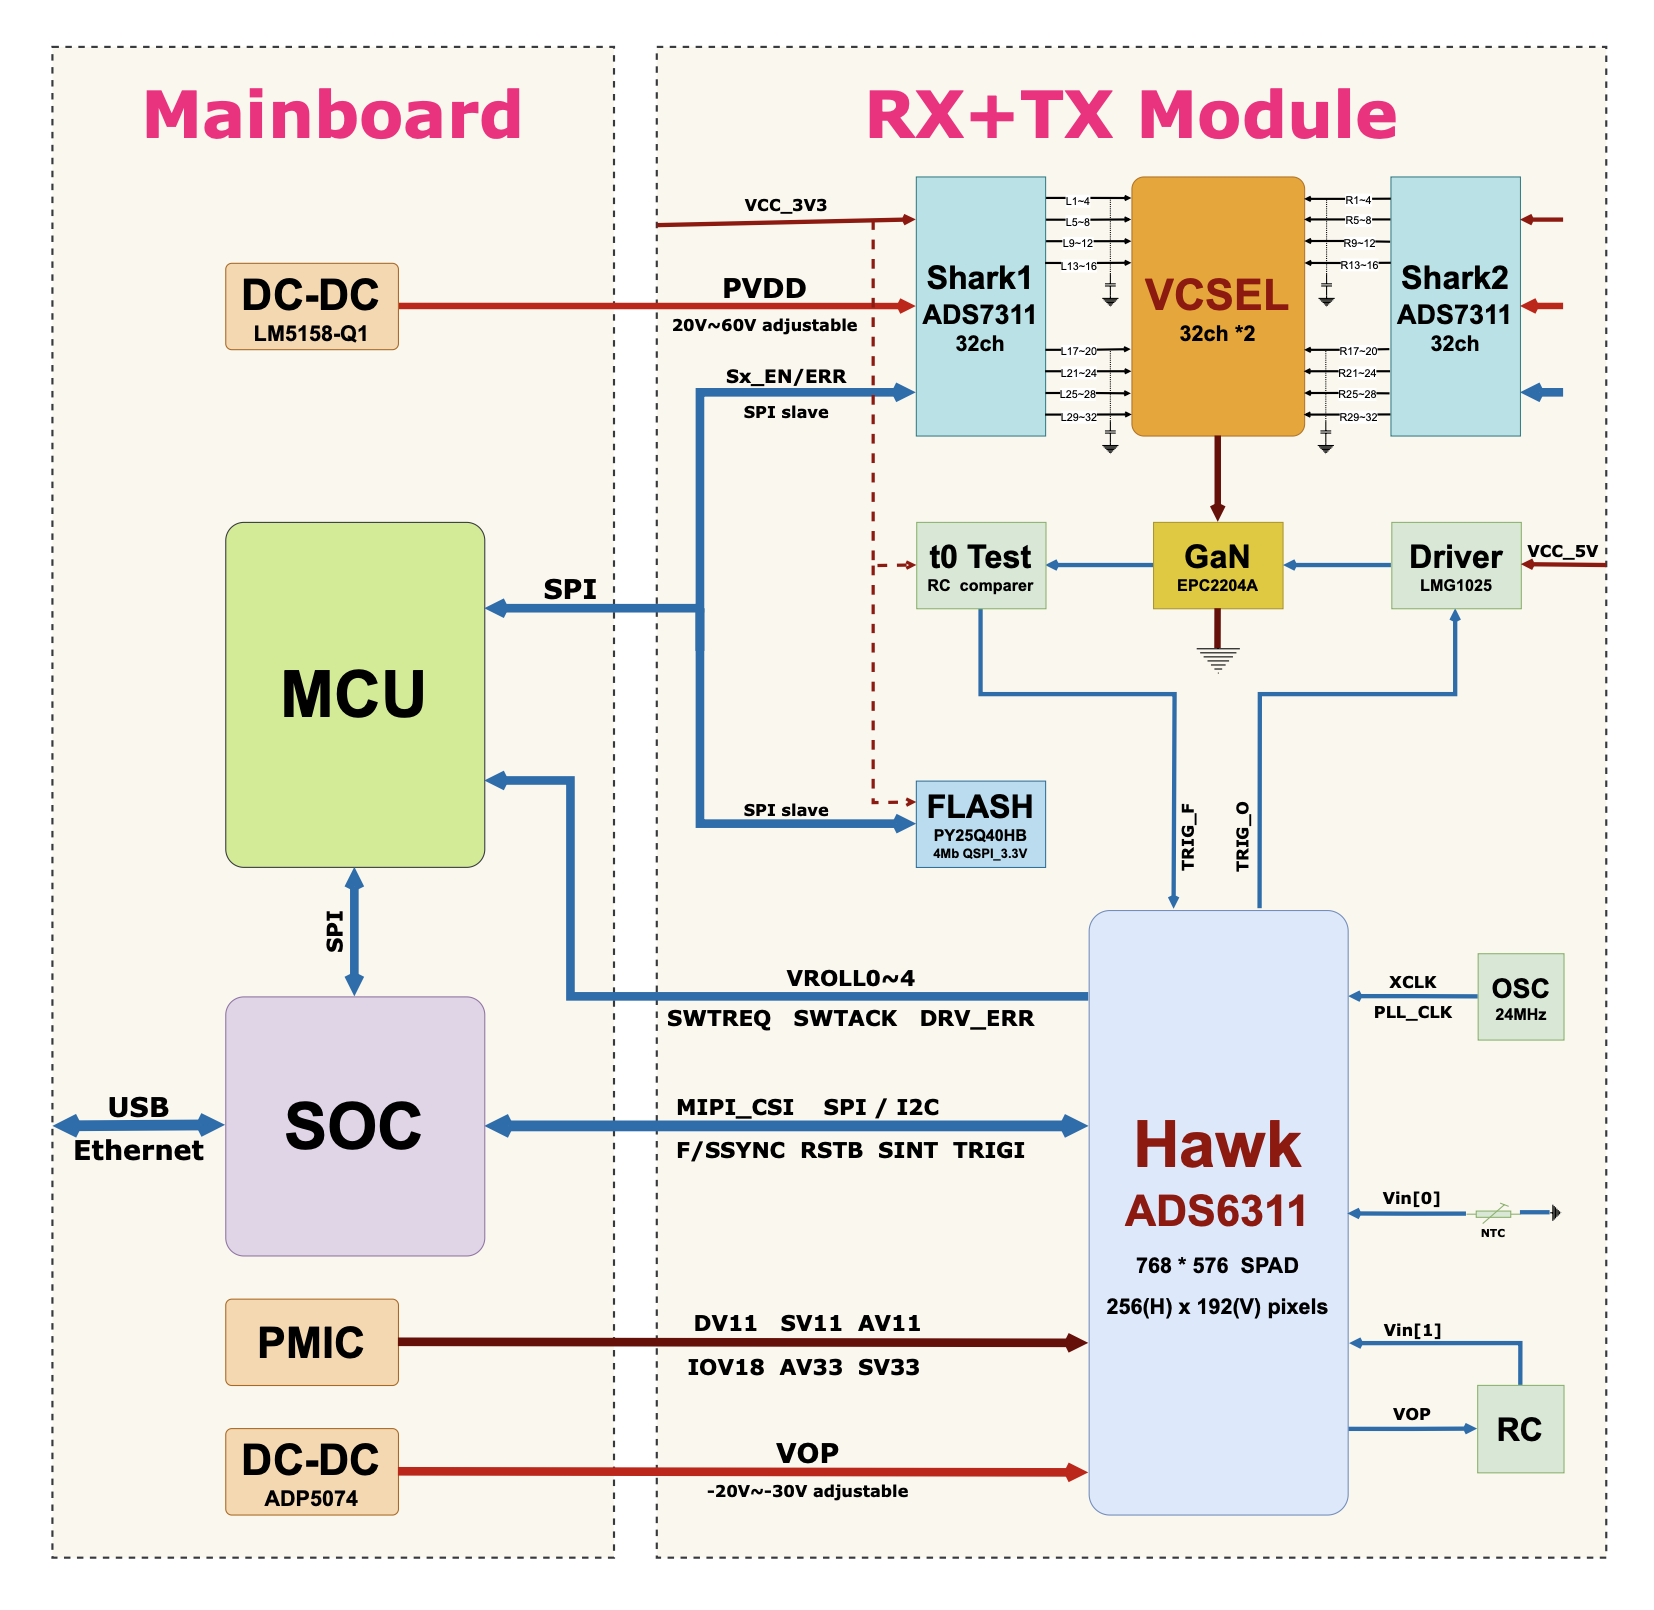 Mainboard
RX+TX Module
VCC_3V3
DC-DC
LM5158-Q1
PVDD
20V~60V adjustable
Sx_EN/ERR
SPI slave
Shark1
ADS7311
32ch
L1~4
L5~8
L9~12
L13~16
L17~20
L21~24
L25~28
L29~32
VCSEL
32ch *2
R1~4
R5~8
R9~12
R13~16
R17~20
R21~24
R25~28
R29~32
Shark2
ADS7311
32ch
MCU
SPI
t0 Test
RC comparer
GaN
EPC2204A
Driver
LMG1025
VCC_5V
SPI slave
FLASH
PY25Q40HB
4Mb QSPI_3.3V
TRIG_F
TRIG_O
SPI
VROLL0~4
SWTREQ SWTACK DRV_ERR
XCLK
PLL_CLK
OSC
24MHz
USB
Ethernet
SOC
MIPI_CSI SPI / I2C
F/SSYNC RSTB SINT TRIGI
Hawk
ADS6311
768 * 576 SPAD
256(H) x 192(V) pixels
Vin[0]
NTC
PMIC
DV11 SV11 AV11
IOV18 AV33 SV33
Vin[1]
VOP
RC
DC-DC
ADP5074
VOP
-20V~-30V adjustable